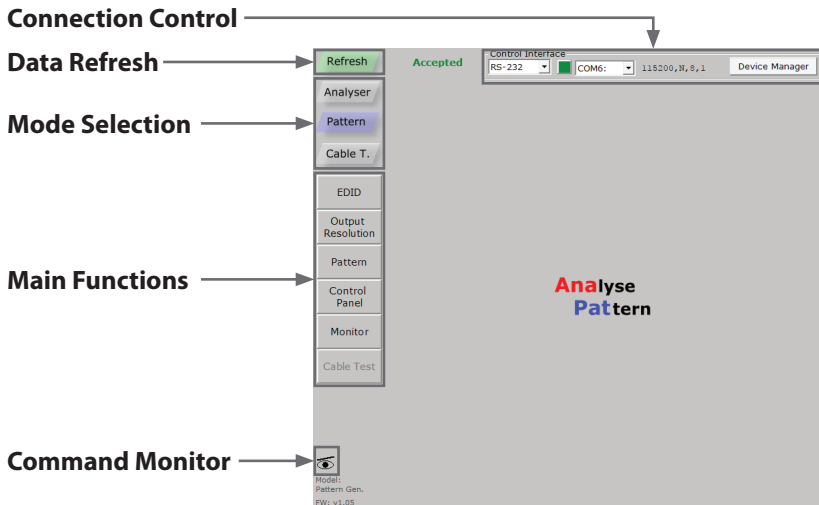 Connection Control
Data Refresh
Refresh
Accepted
Control Interface
RS-232
COM6:
115200,N,8,1
Device Manager
Mode Selection
Analyser
Pattern
Cable T.
Main Functions
EDID
Output
Resolution
Pattern
Control
Panel
Monitor
Cable Test
Analyse
Pattern
Command Monitor
Model:
Pattern Gen.
FW: v1.05